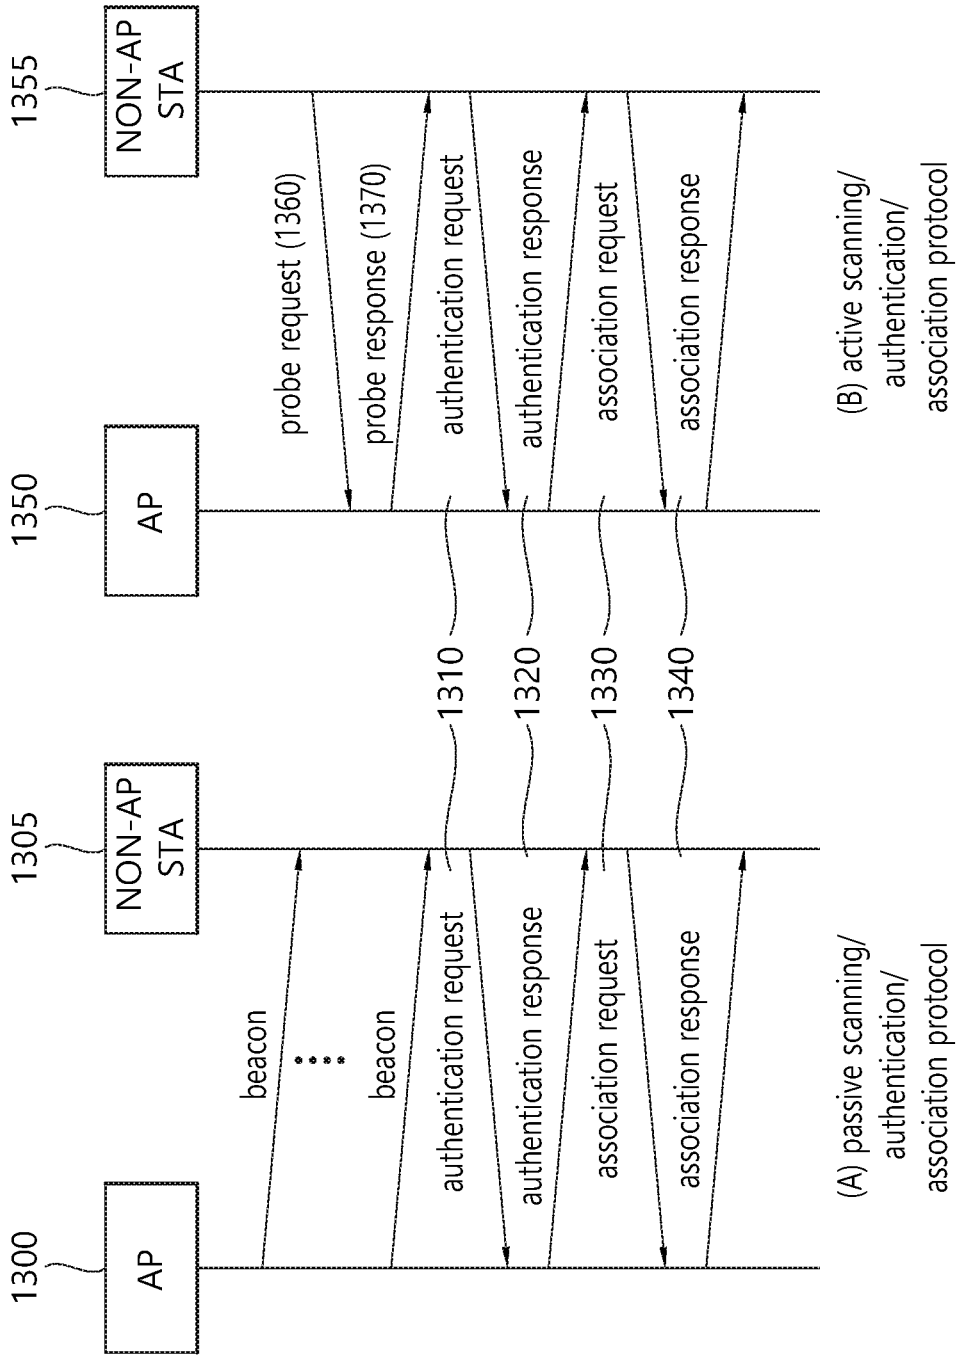 1300
AP
1305
NON-AP
STA
beacon
beacon
authentication request
authentication response
association request
association response
(A) passive scanning/
authentication/
association protocol
1310
1320
1330
1340
1350
AP
1355
NON-AP
STA
probe request (1360)
probe response (1370)
authentication request
authentication response
association request
association response
(B) active scanning/
authentication/
association protocol